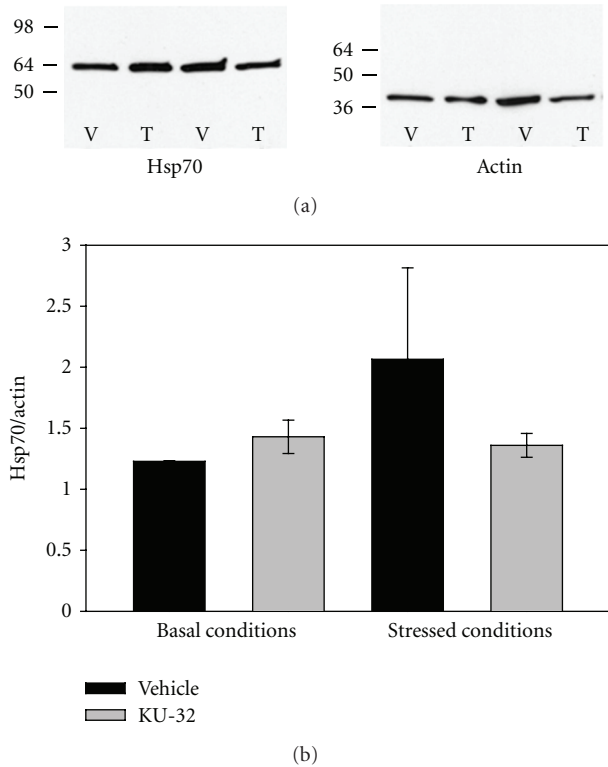 (a)
98
64
50
V T V T
Hsp70
64
50
36
V T V T
Actin
(a)
3
2.5
2
1.5
1
0.5
0
Hsp70/actin
Basal conditions
Stressed conditions
Vehicle
KU-32
(b)